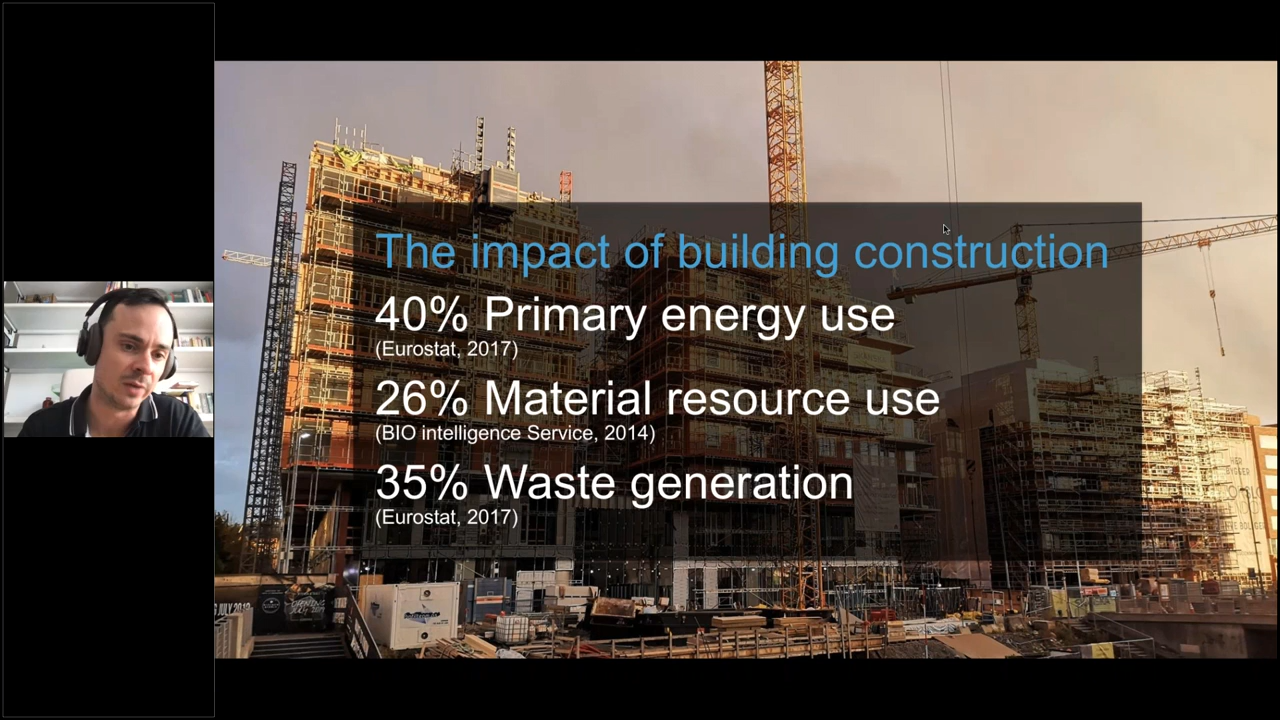 The impact of building construction
40% Primary energy use
(Eurostat, 2017)
26% Material resource use
(BIO intelligence Service, 2014)
35% Waste generation
(Eurostat, 2017)